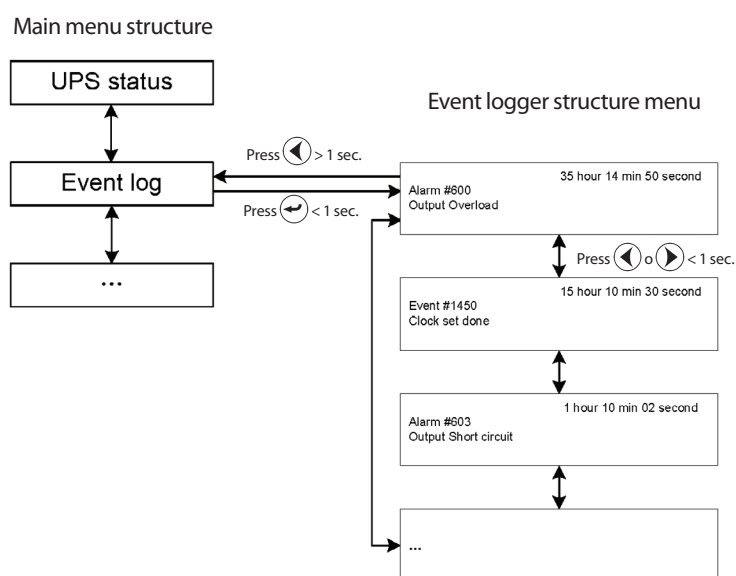 Main menu structure
UPS status
Event logger structure menu
Press > 1 sec.
Event log
Press < 1 sec.
35 hour 14 min 50 second
Alarm #600
Output Overload
Press o < 1 sec.
...
15 hour 10 min 30 second
Event #1450
Clock set done
1 hour 10 min 02 second
Alarm #603
Output Short circuit
...